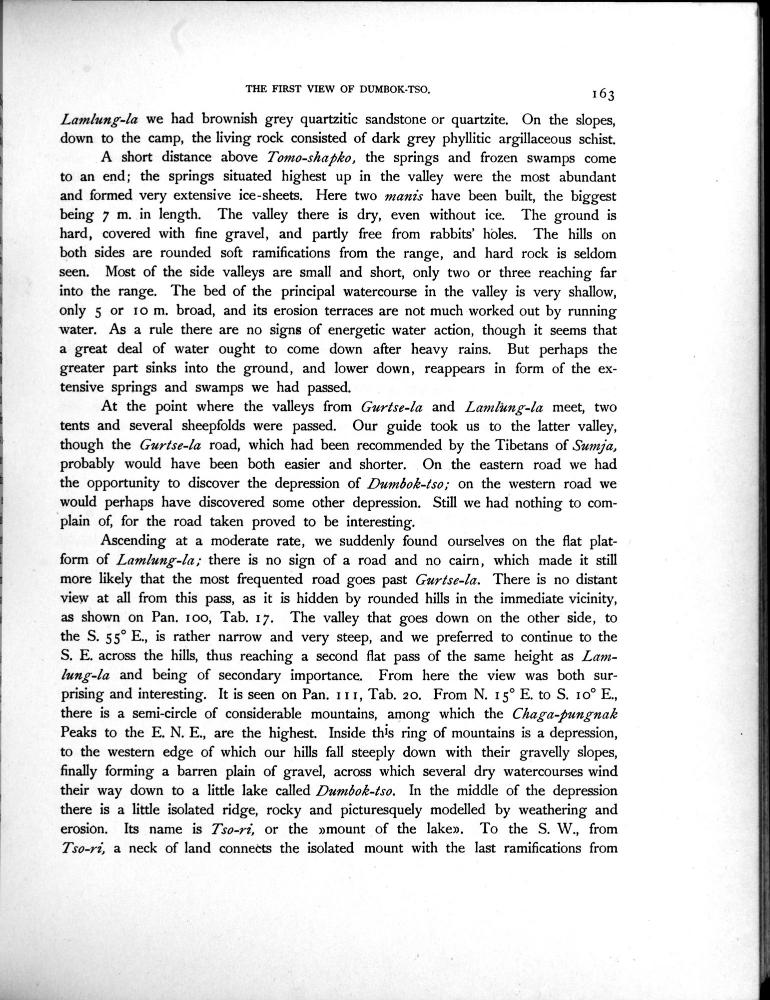 THE FIRST VIEW OF DUMBOK-TSO.
163
Lamlung-la we had brownish grey quartzitic sandstone or quartzite. On the slopes,
down to the camp, the living rock consisted of dark grey phyllitic argillaceous schist.
A short distance above Tomo-shapko, the springs and frozen swamps come
to an end; the springs situated highest up in the valley were the most abundant
and formed very extensive ice-sheets. Here two manis have been built, the biggest
being 7 m. in length. The valley there is dry, even without ice. The ground is
hard, covered with fine gravel, and partly free from rabbits' holes. The hills on
both sides are rounded soft ramifications from the range, and hard rock is seldom
seen. Most of the side valleys are small and short, only two or three reaching far
into the range. The bed of the principal watercourse in the valley is very shallow,
only 5 or 10 m. broad, and its erosion terraces are not much worked out by running
water. As a rule there are no signs of energetic water action, though it seems that
a great deal of water ought to come down after heavy rains. But perhaps the
greater part sinks into the ground, and lower down, reappears in form of the ex-
tensive springs and swamps we had passed.
At the point where the valleys from Gurtse-la and Lamlung-la meet, two
tents and several sheepfolds were passed. Our guide took us to the latter valley,
though the Gurtse-la road, which had been recommended by the Tibetans of Sumja,
probably would have been both easier and shorter. On the eastern road we had
the opportunity to discover the depression of Dumbok-tso; on the western road we
would perhaps have discovered some other depression. Still we had nothing to com-
plain of, for the road taken proved to be interesting.
Ascending at a moderate rate, we suddenly found ourselves on the flat plat-
form of Lamlung-la; there is no sign of a road and no cairn, which made it still
more likely that the most frequented road goes past Gurtse-la. There is no distant
view at all from this pass, as it is hidden by rounded hills in the immediate vicinity,
as shown on Pan. 100, Tab. 17. The valley that goes down on the other side, to
the S. 55° E., is rather narrow and very steep, and we preferred to continue to the
S. E. across the hills, thus reaching a second flat pass of the same height as Lam-
lung-la and being of secondary importance. From here the view was both sur-
prising and interesting. It is seen on Pan. 111, Tab. 20. From N. 15° E. to S. 10° E.,
there is a semi-circle of considerable mountains, among which the Chaga-pungnak
Peaks to the E. N. E., are the highest. Inside this ring of mountains is a depression,
to the western edge of which our hills fall steeply down with their gravelly slopes,
finally forming a barren plain of gravel, across which several dry watercourses wind
their way down to a little lake called Dumbok-tso. In the middle of the depression
there is a little isolated ridge, rocky and picturesquely modelled by weathering and
erosion. Its name is Tso-ri, or the »mount of the lake». To the S. W., from
Tso-ri, a neck of land connects the isolated mount with the last ramifications from